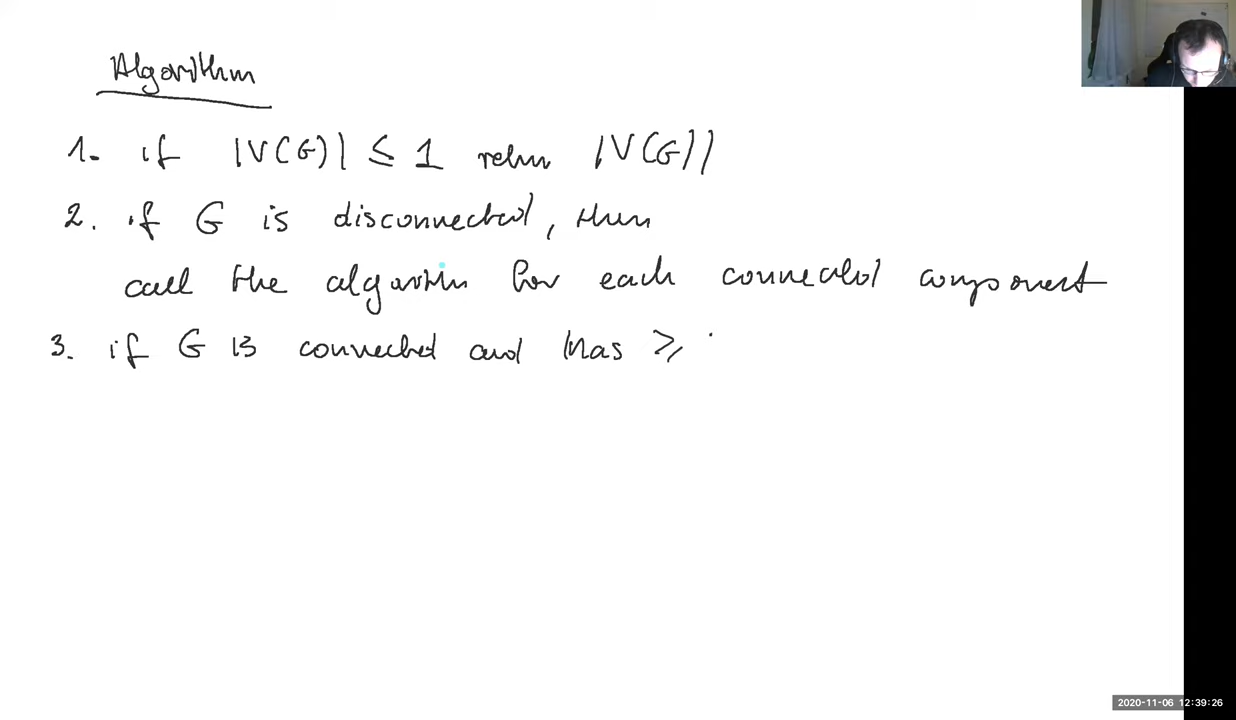 Algorithm
1. if |V(G)| ≤ 1 return |V(G)|
2. if G is disconnected, then
call the algorithm for each connected component
3. if G is connected and has ≥
2020-11-06 12:39:26